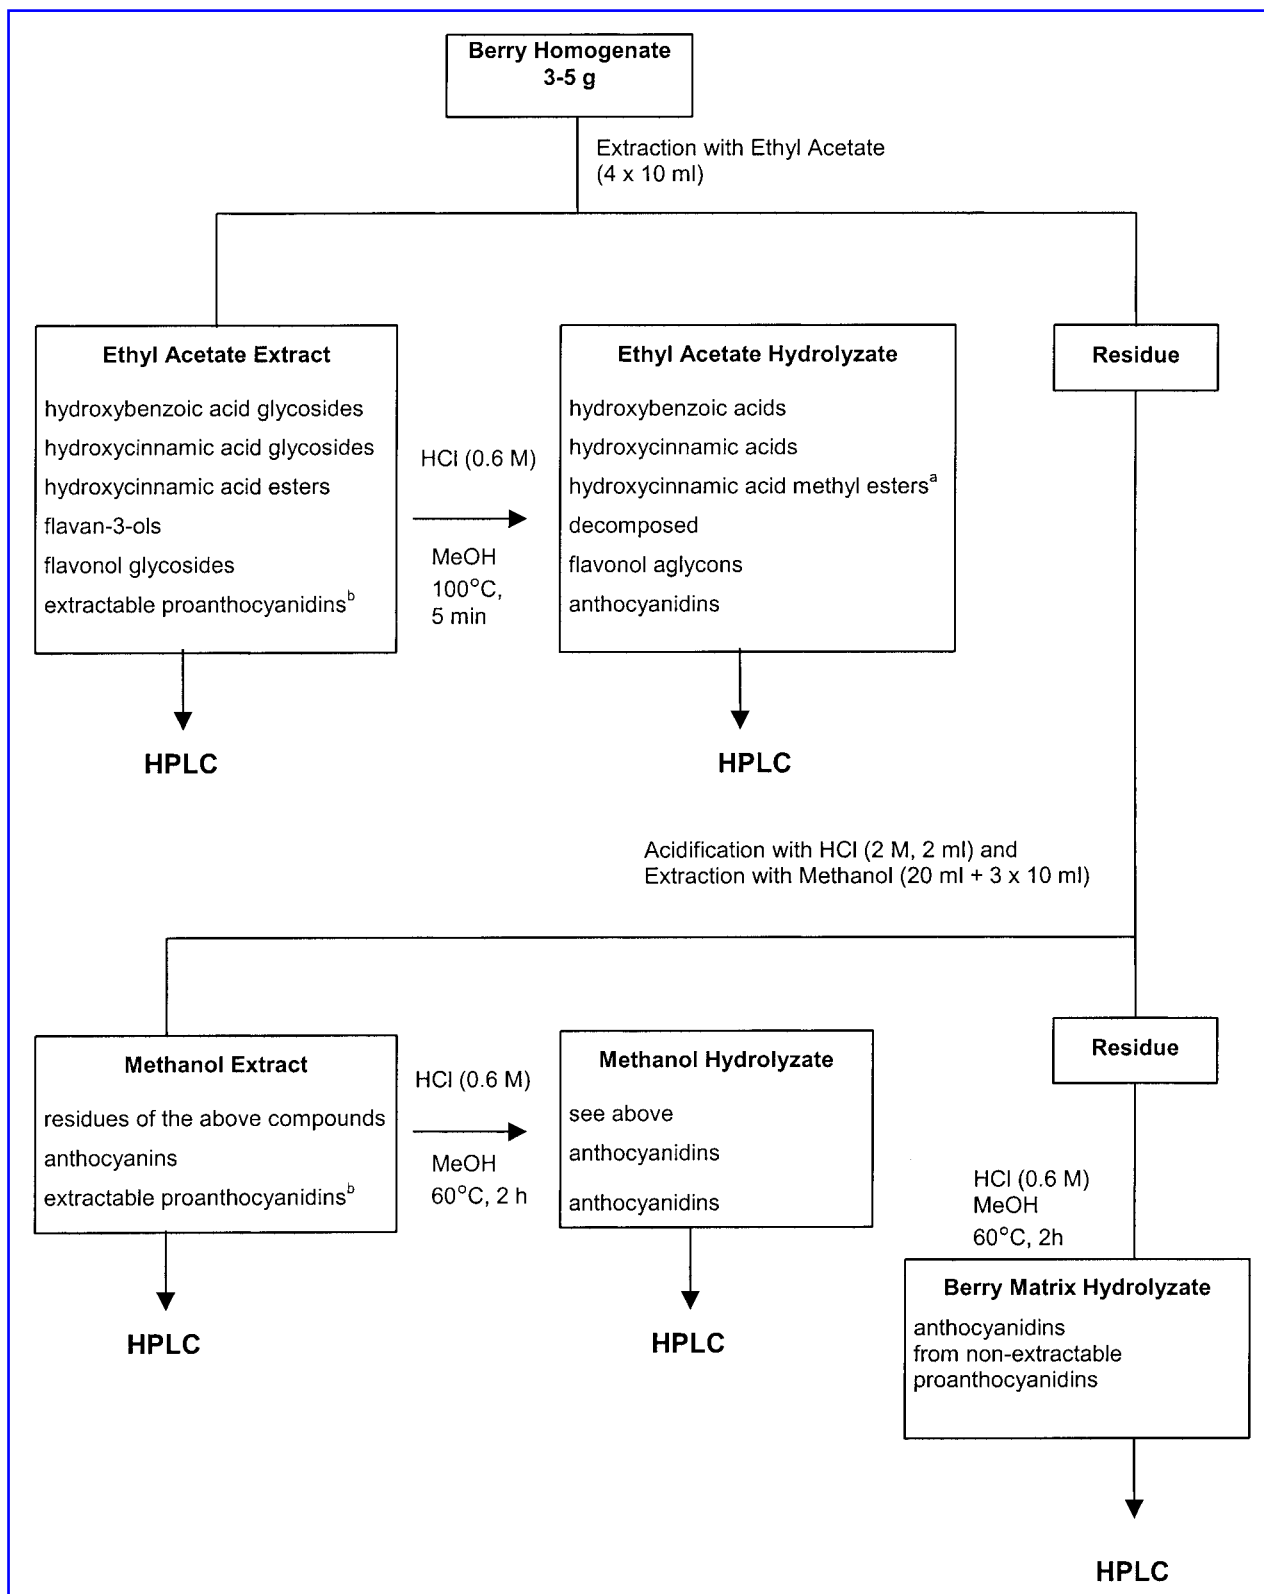 Berry Homogenate
3-5 g
Extraction with Ethyl Acetate
(4 x 10 ml)
Ethyl Acetate Extract
hydroxybenzoic acid glycosides
hydroxycinnamic acid glycosides
hydroxycinnamic acid esters
flavan-3-ols
flavonol glycosides
extractable proanthocyanidinsᵇ
HPLC
HCl (0.6 M)
MeOH
100°C,
5 min
Ethyl Acetate Hydrolyzate
hydroxybenzoic acids
hydroxycinnamic acids
hydroxycinnamic acid methyl estersᵃ
decomposed
flavonol aglycons
anthocyanidins
HPLC
Residue
Acidification with HCl (2 M, 2 ml) and
Extraction with Methanol (20 ml + 3 x 10 ml)
Methanol Extract
residues of the above compounds
anthocyanins
extractable proanthocyanidinsᵇ
HPLC
HCl (0.6 M)
MeOH
60°C, 2 h
Methanol Hydrolyzate
see above
anthocyanidins
anthocyanidins
HPLC
Residue
HCl (0.6 M)
MeOH
60°C, 2h
Berry Matrix Hydrolyzate
anthocyanidins
from non-extractable
proanthocyanidins
HPLC